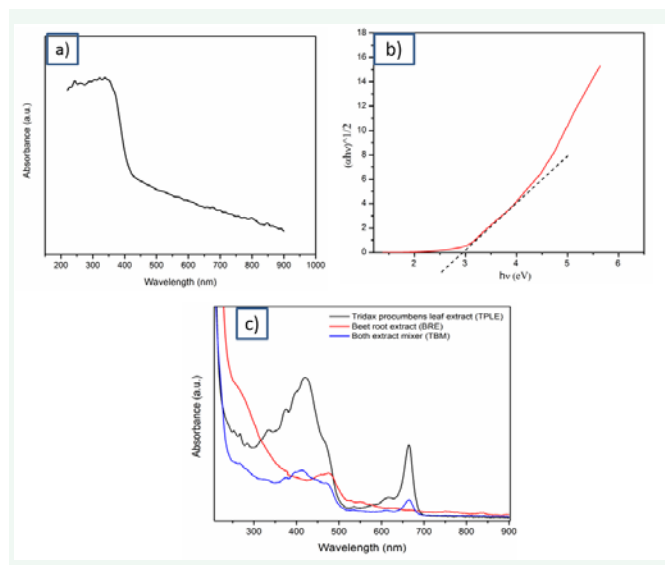 a)
Absorbance (a.u.)
200 300 400 500 600 700 800 900 1000
Wavelength (nm)
b)
18
16
14
12
10
8
6
4
2
0
(αhν)^1/2
2 3 4 5 6
hν (eV)
c)
Tridax procumbens leaf extract (TPLE)
Beet root extract (BRE)
Both extract mixer (TBM)
Absorbance (a.u.)
300 400 500 600 700 800 900
Wavelength (nm)